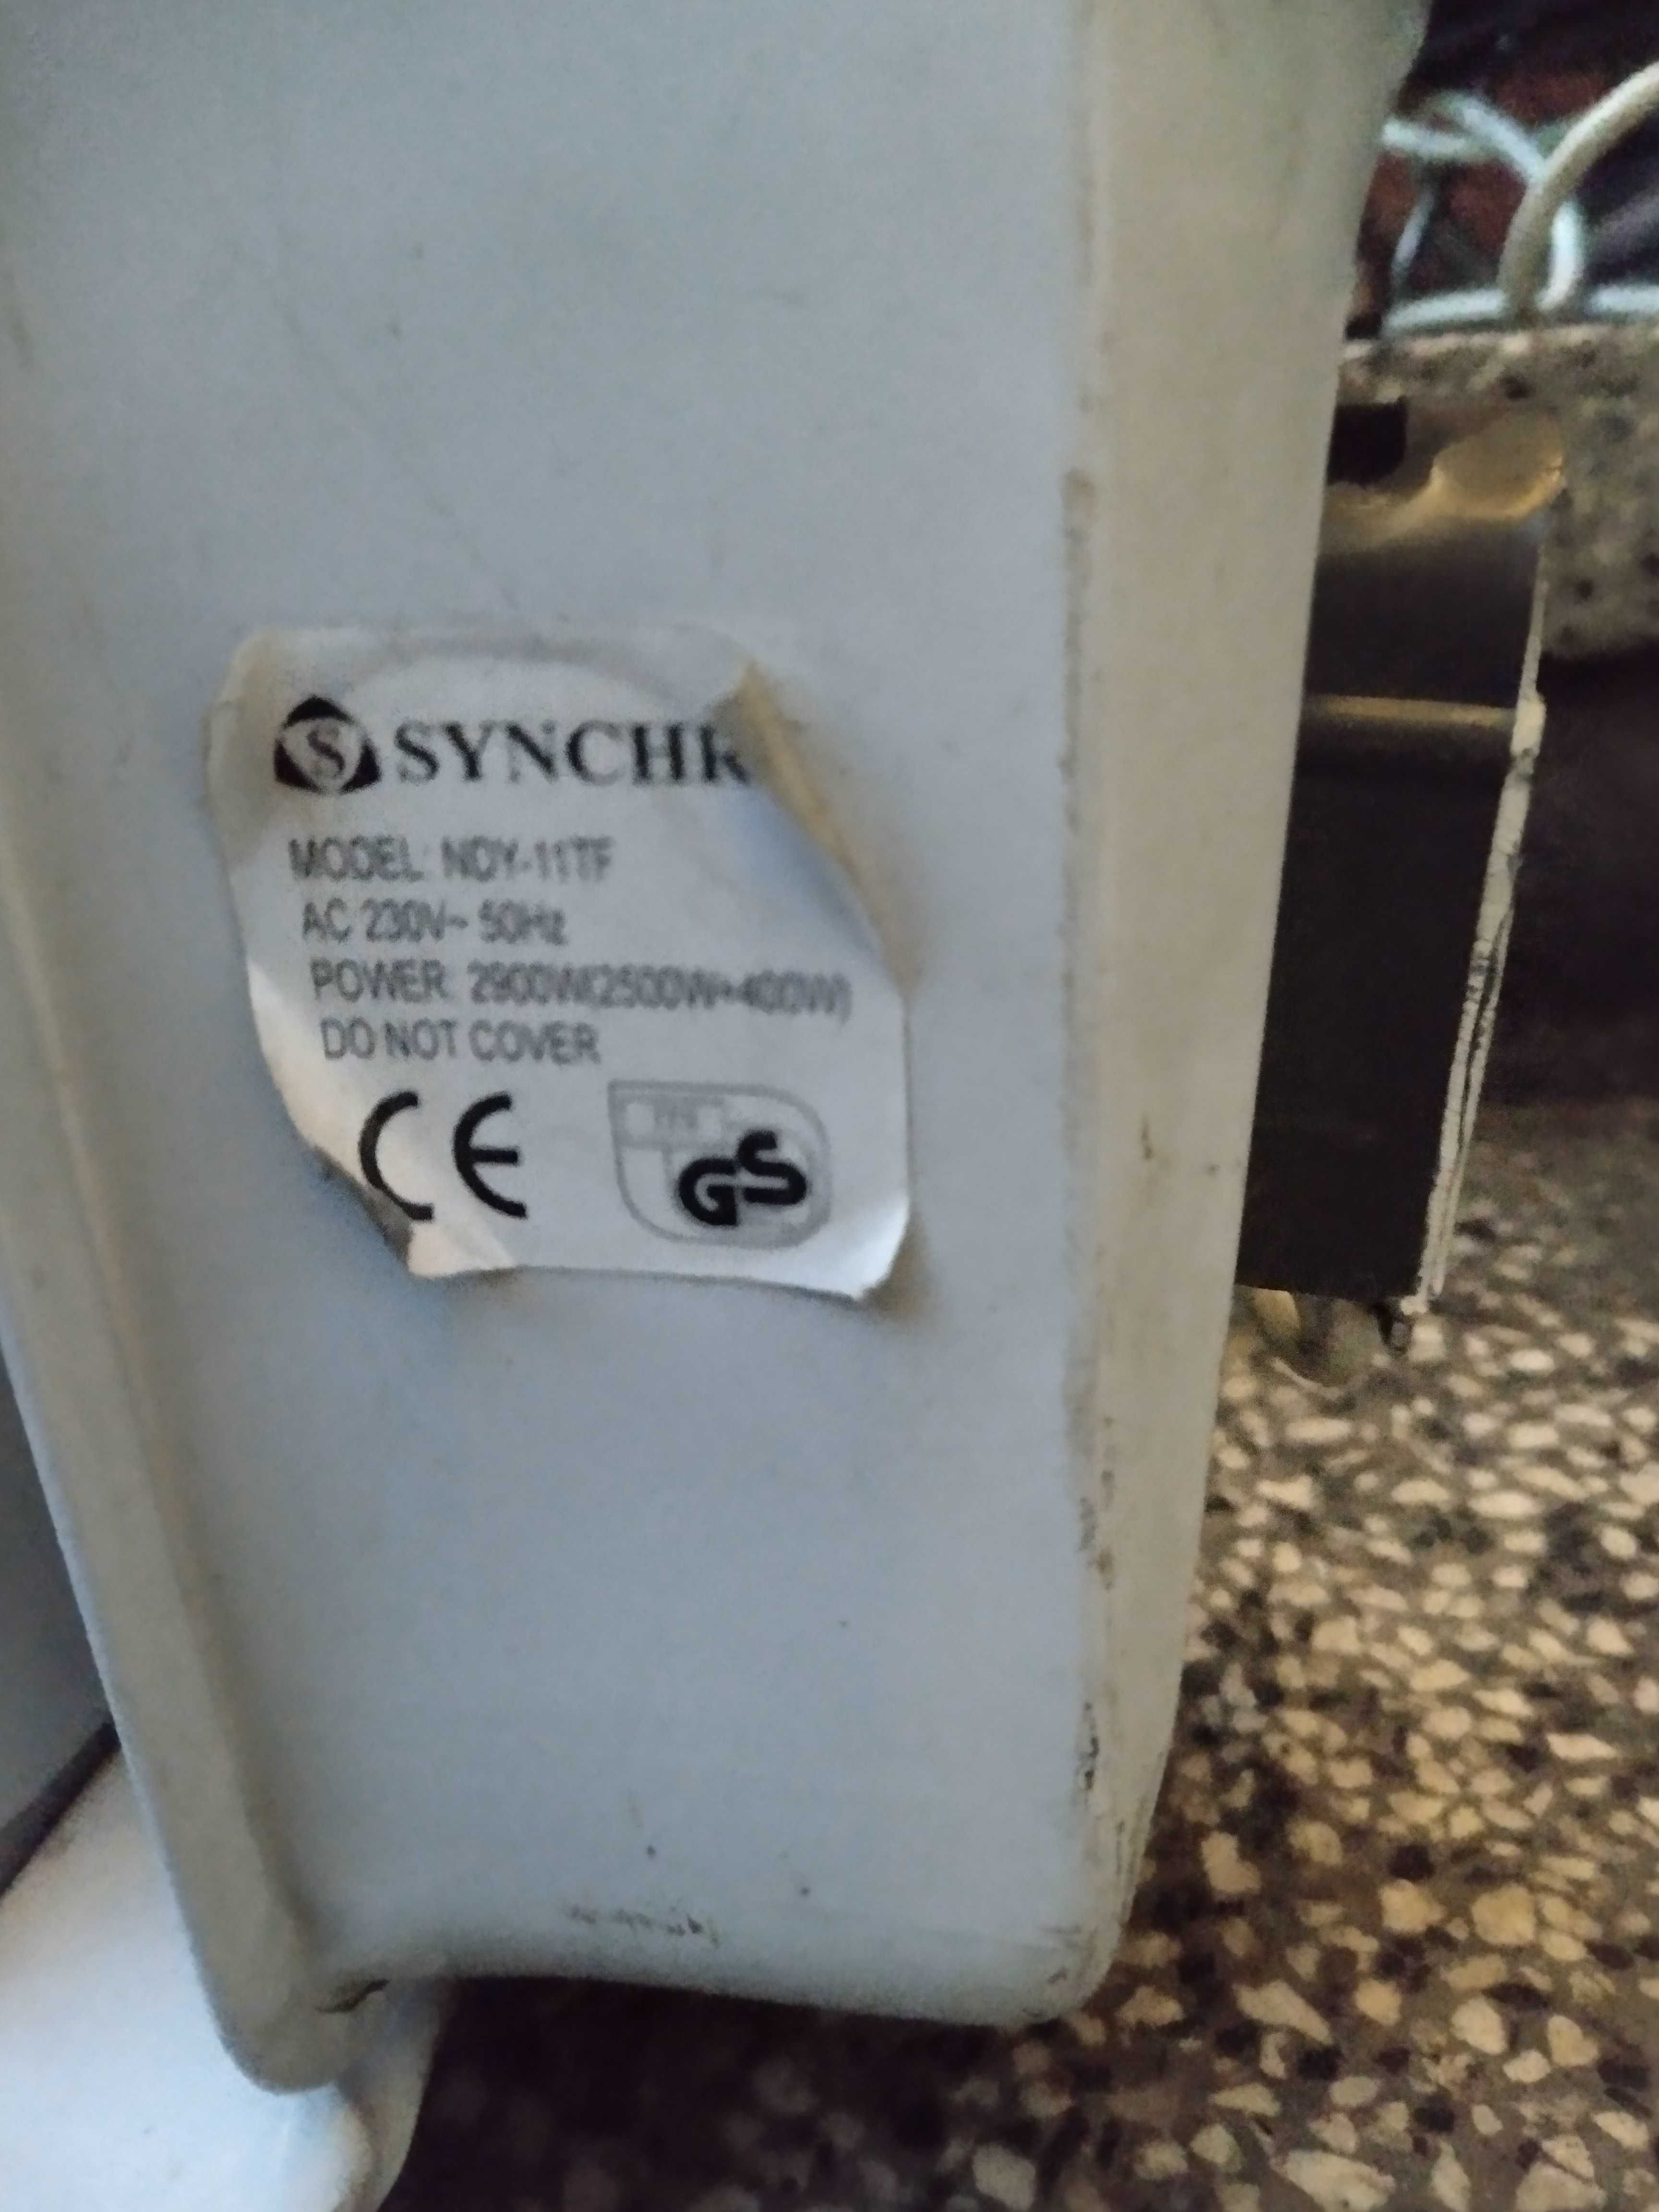 S SYNCHR
MODEL: NDY-11TF
AC 230V~ 50Hz
POWER: 2900W(2500W+400W)
DO NOT COVER
CE
GS